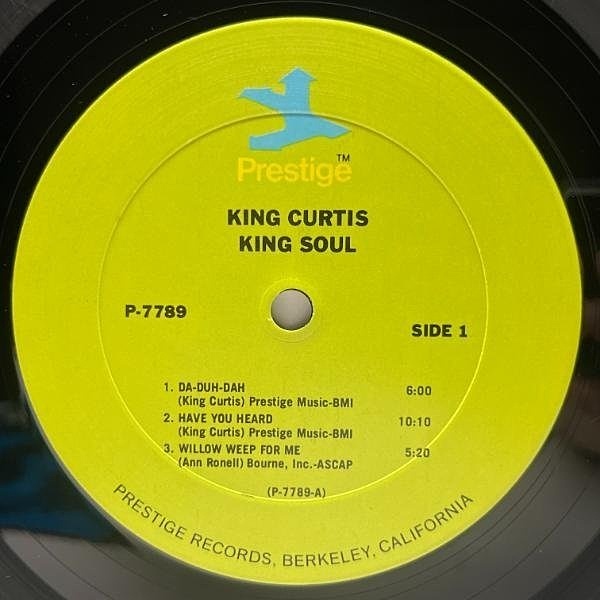 Prestige™
KING CURTIS
KING SOUL
P-7789
SIDE 1
1. DA-DUH-DAH 6:00
(King Curtis) Prestige Music-BMI
2. HAVE YOU HEARD 10:10
(King Curtis) Prestige Music-BMI
3. WILLOW WEEP FOR ME 5:20
(Ann Ronell) Bourne, Inc.-ASCAP
(P-7789-A)
PRESTIGE RECORDS, BERKELEY, CALIFORNIA